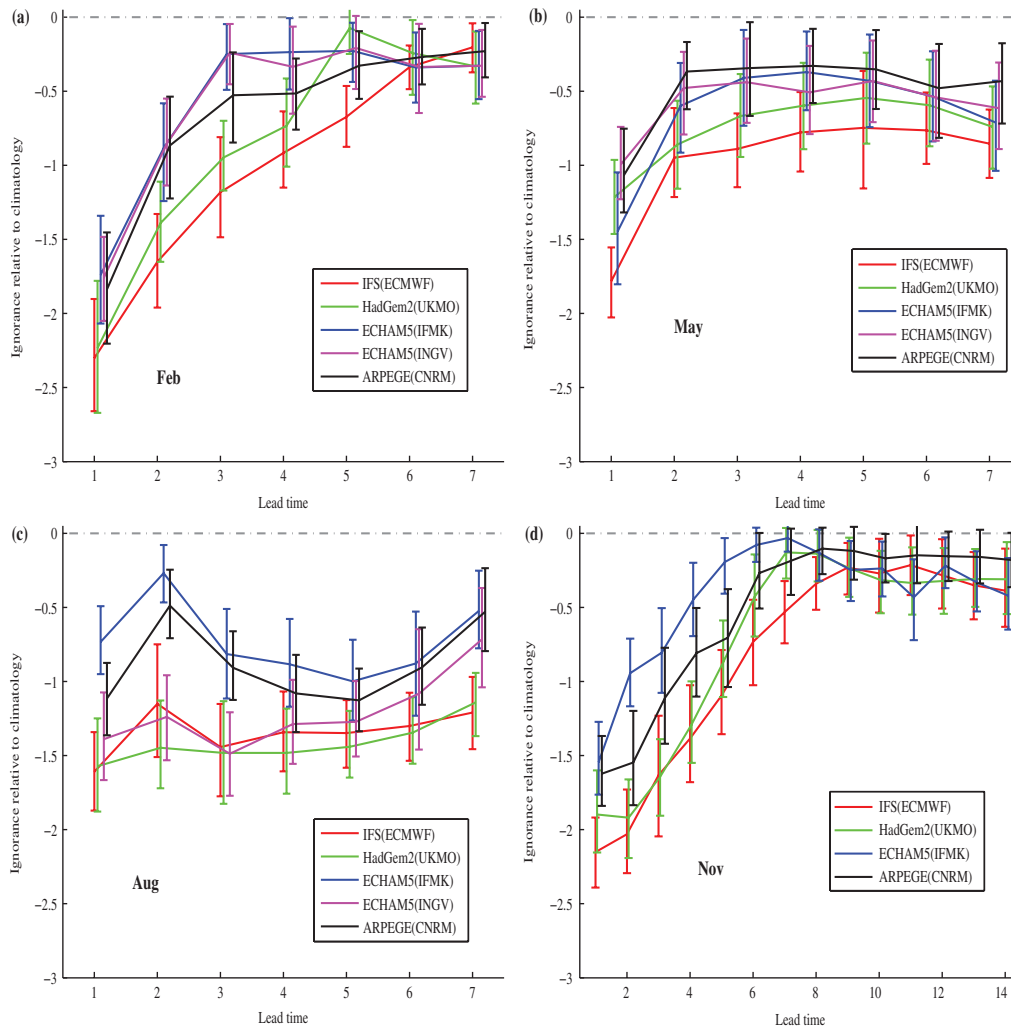 (a)
Ignorance relative to climatology
0
−0.5
−1
−1.5
−2
−2.5
−3
1 2 3 4 5 6 7
Lead time
Feb
IFS(ECMWF)
HadGem2(UKMO)
ECHAM5(IFMK)
ECHAM5(INGV)
ARPEGE(CNRM)
(b)
Ignorance relative to climatology
0
−0.5
−1
−1.5
−2
−2.5
−3
1 2 3 4 5 6 7
Lead time
May
IFS(ECMWF)
HadGem2(UKMO)
ECHAM5(IFMK)
ECHAM5(INGV)
ARPEGE(CNRM)
(c)
Ignorance relative to climatology
0
−0.5
−1
−1.5
−2
−2.5
−3
1 2 3 4 5 6 7
Lead time
Aug
IFS(ECMWF)
HadGem2(UKMO)
ECHAM5(IFMK)
ECHAM5(INGV)
ARPEGE(CNRM)
(d)
Ignorance relative to climatology
0
−0.5
−1
−1.5
−2
−2.5
−3
2 4 6 8 10 12 14
Lead time
Nov
IFS(ECMWF)
HadGem2(UKMO)
ECHAM5(IFMK)
ARPEGE(CNRM)